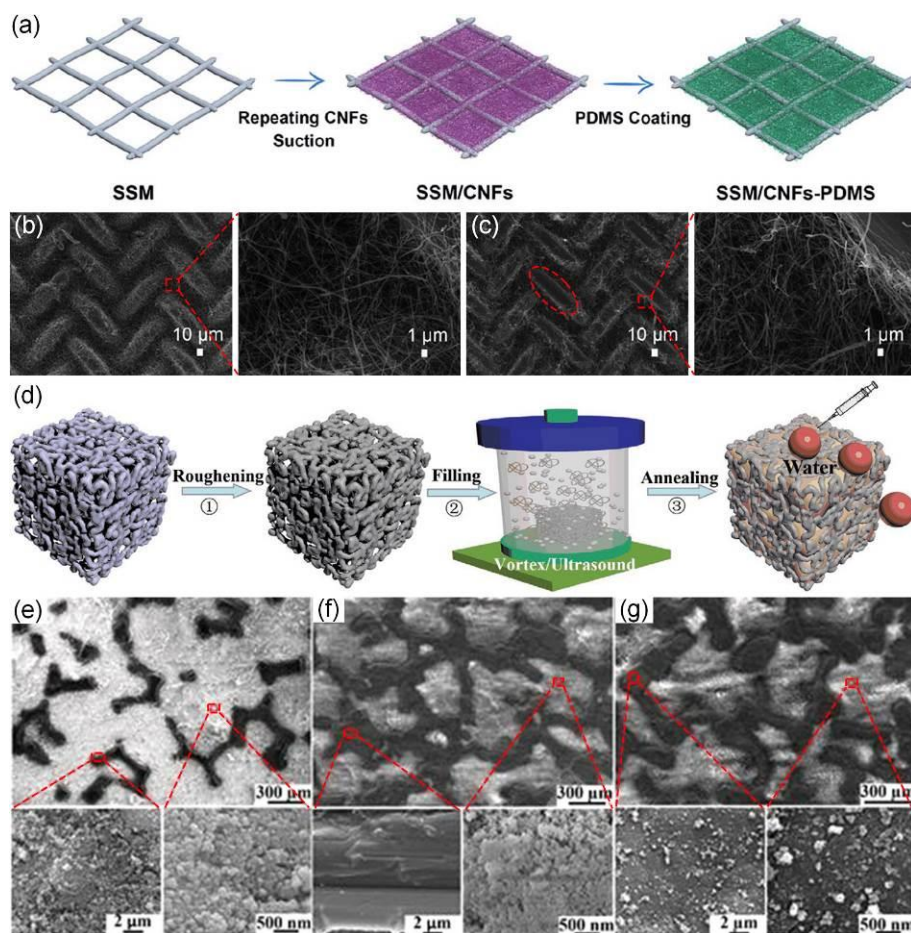 (a)
Repeating CNFs
Suction
PDMS Coating
SSM
SSM/CNFs
SSM/CNFs-PDMS
(b)
10 μm
1 μm
(c)
10 μm
1 μm
(d)
Roughening
①
Filling
②
Vortex/Ultrasound
Annealing
③
Water
(e)
300 μm
(f)
300 μm
(g)
300 μm
2 μm
500 nm
2 μm
500 nm
2 μm
500 nm